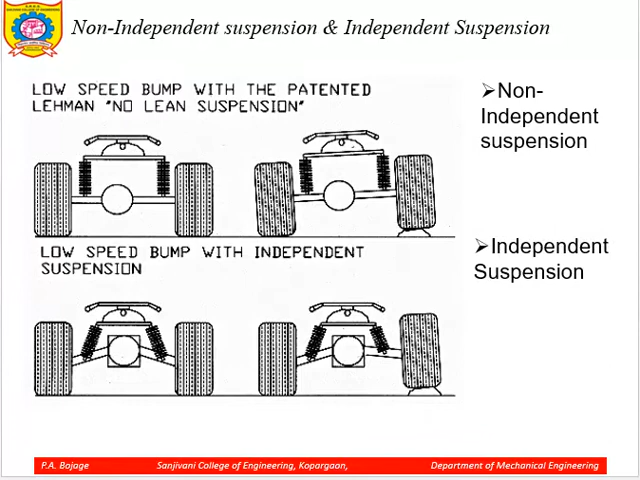 Non-Independent suspension & Independent Suspension
LOW SPEED BUMP WITH THE PATENTED
LEHMAN "NO LEAN SUSPENSION"
➢Non-
Independent
suspension
LOW SPEED BUMP WITH INDEPENDENT
SUSPENSION
➢Independent
Suspension
P.A. Bojage Sanjivani College of Engineering, Kopargaan, Department of Mechanical Engineering